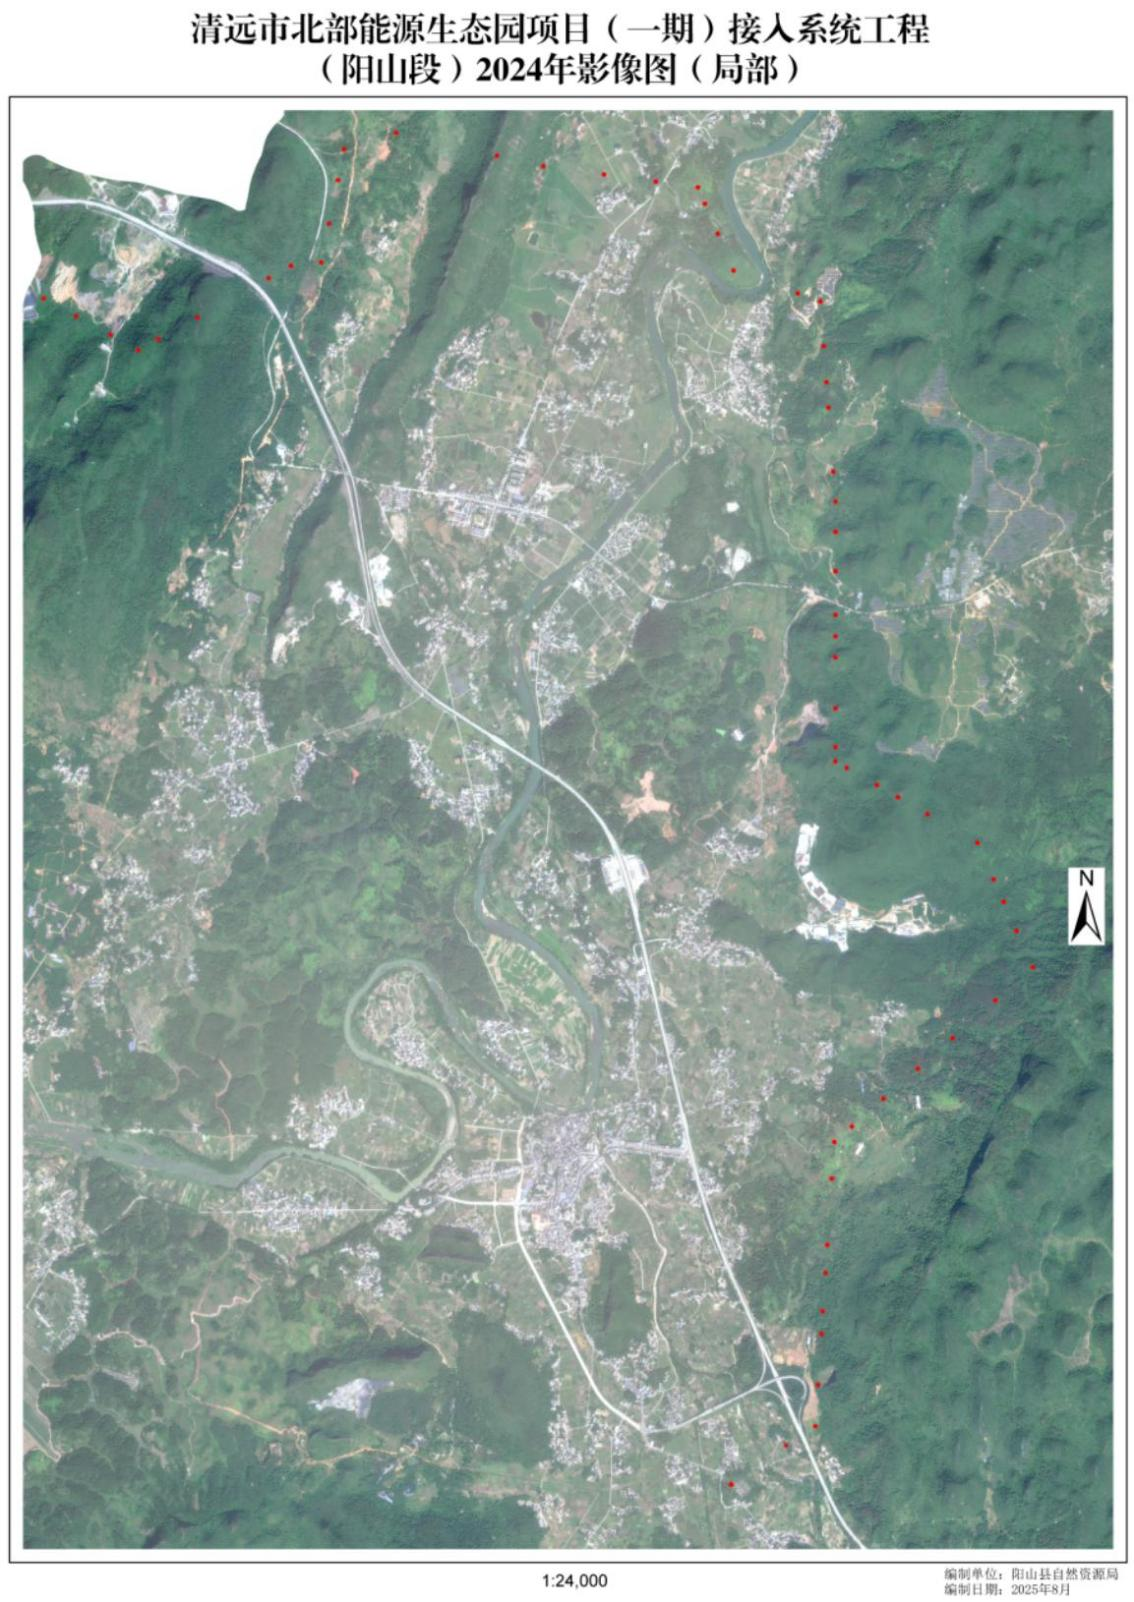 清远市北部能源生态园项目（一期）接入系统工程
（阳山段）2024年影像图（局部）
N
1:24,000
编制单位：阳山县自然资源局
编制日期：2025年8月